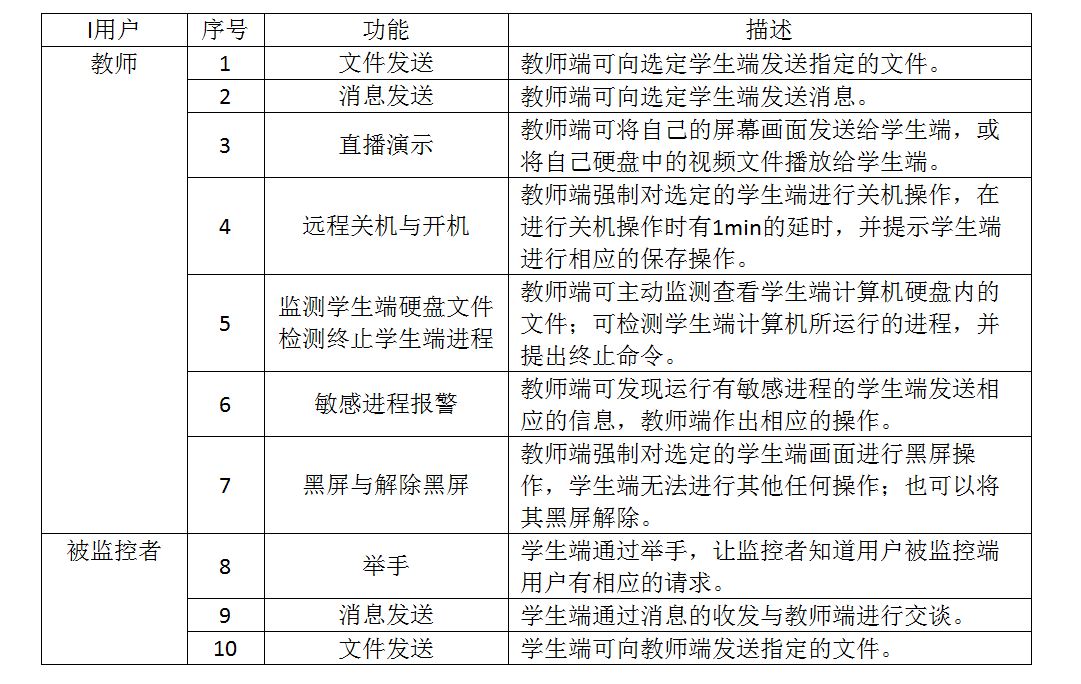 I用户 序号 功能 描述
教师 1 文件发送 教师端可向选定学生端发送指定的文件。
2 消息发送 教师端可向选定学生端发送消息。
3 直播演示 教师端可将自己的屏幕画面发送给学生端，或
将自己硬盘中的视频文件播放给学生端。
4 远程关机与开机 教师端强制对选定的学生端进行关机操作，在
进行关机操作时有1min的延时，并提示学生端
进行相应的保存操作。
5 监测学生端硬盘文件
检测终止学生端进程
教师端可主动监测查看学生端计算机硬盘内的
文件；可检测学生端计算机所运行的进程，并
提出终止命令。
6 敏感进程报警 教师端可发现运行有敏感进程的学生端发送相
应的信息，教师端作出相应的操作。
7 黑屏与解除黑屏 教师端强制对选定的学生端画面进行黑屏操
作，学生端无法进行其他任何操作；也可以将
其黑屏解除。
被监控者 8 举手 学生端通过举手，让监控者知道用户被监控端
用户有相应的请求。
9 消息发送 学生端通过消息的收发与教师端进行交谈。
10 文件发送 学生端可向教师端发送指定的文件。